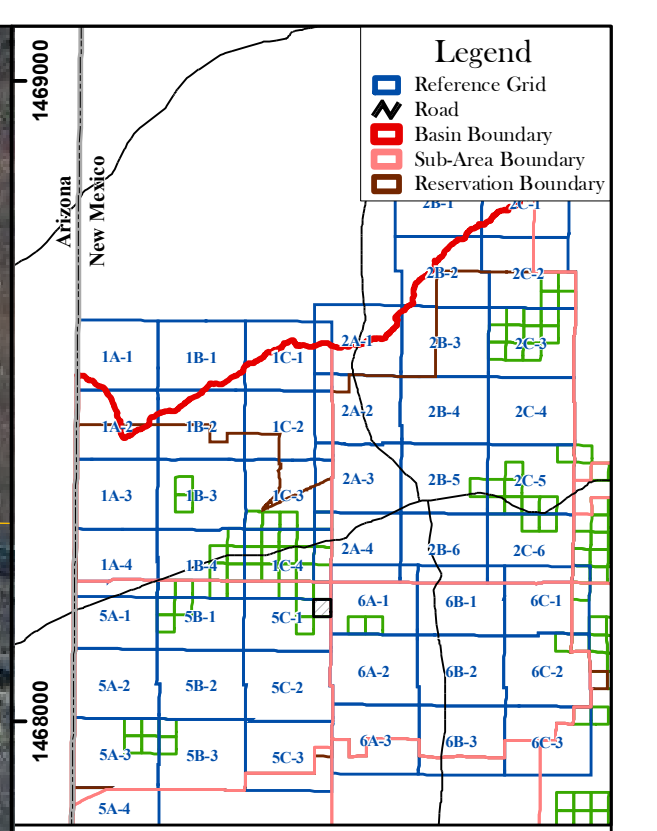 1469000
Legend
Reference Grid
Road
Basin Boundary
Sub-Area Boundary
Reservation Boundary
Arizona
New Mexico
2B-1
2C-1
2B-2
2C-2
1A-1
1B-1
1C-1
2A-1
2B-3
2C-3
1A-2
1B-2
1C-2
2A-2
2B-4
2C-4
1A-3
1B-3
1C-3
2A-3
2B-5
2C-5
1A-4
1B-4
1C-4
2A-4
2B-6
2C-6
5A-1
5B-1
5C-1
6A-1
6B-1
6C-1
5A-2
5B-2
5C-2
6A-2
6B-2
6C-2
1468000
5A-3
5B-3
5C-3
6A-3
6B-3
6C-3
5A-4